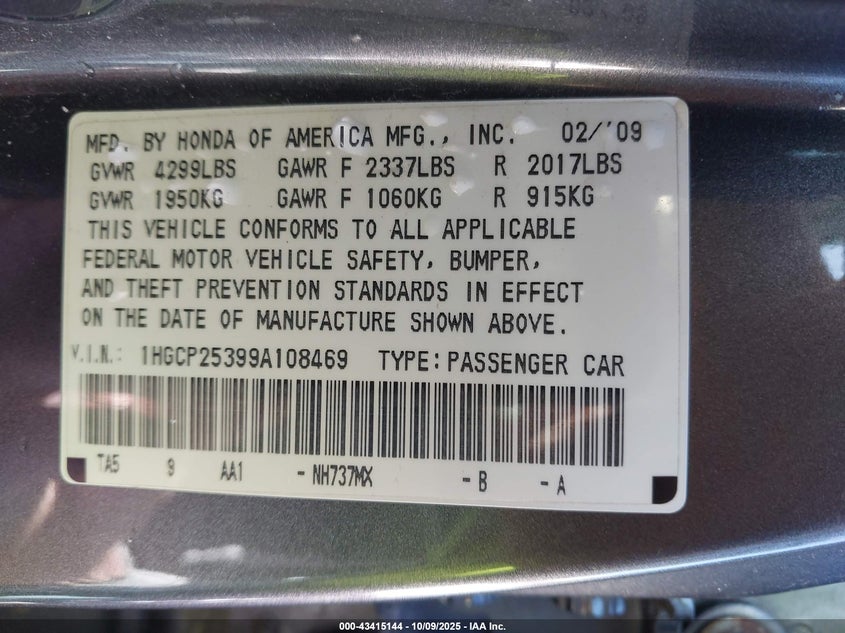 MFD. BY HONDA OF AMERICA MFG., INC. 02/'09
GVWR 4299LBS GAWR F 2337LBS R 2017LBS
GVWR 1950KG GAWR F 1060KG R 915KG
THIS VEHICLE CONFORMS TO ALL APPLICABLE
FEDERAL MOTOR VEHICLE SAFETY, BUMPER,
AND THEFT PREVENTION STANDARDS IN EFFECT
ON THE DATE OF MANUFACTURE SHOWN ABOVE.
V.I.N.: 1HGCP25399A108469 TYPE:PASSENGER CAR
TA5 9 AA1 -NH737MX -B -A
000-43415144 - 10/09/2025 - IAA Inc.